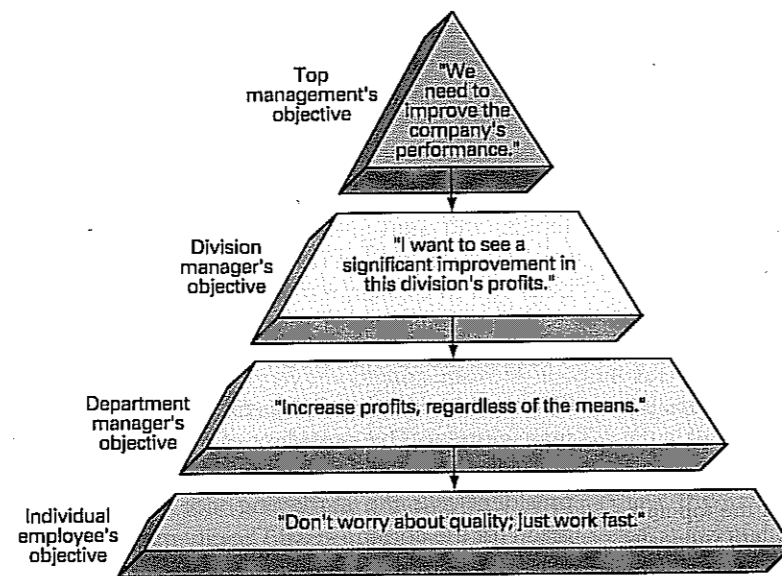 Top
management's
objective
"We
need to
improve the
company's
performance."
Division
manager's
objective
"I want to see a
significant improvement in
this division's profits."
Department
manager's
objective
"Increase profits, regardless of the means."
Individual
employee's
objective
"Don't worry about quality; just work fast."